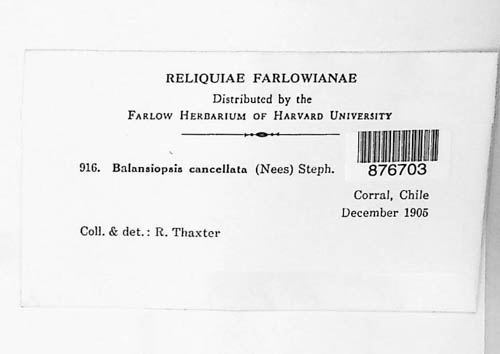 RELIQUIAE FARLOWIANAE
Distributed by the
FARLOW HERBARIUM OF HARVARD UNIVERSITY
916. Balansiopsis cancellata (Nees) Steph.
876703
Corral, Chile
December 1905
Coll. & det.: R. Thaxter